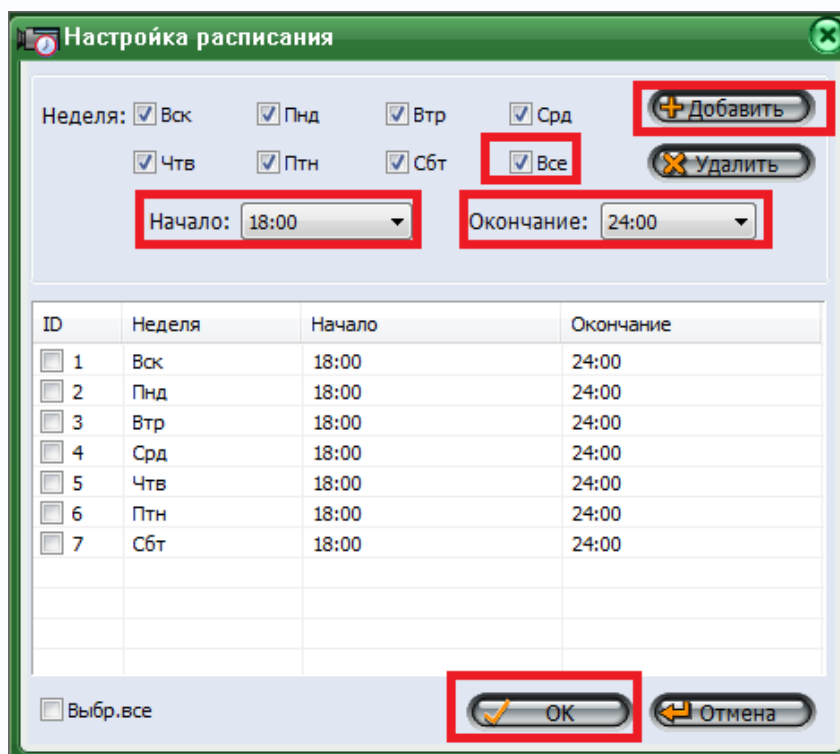 Настройка расписания
Неделя: Вск Пнд Втр Срд Добавить
Чтв Птн Сбт Все Удалить
Начало: 18:00 Окончание: 24:00
ID Неделя Начало Окончание
1 Вск 18:00 24:00
2 Пнд 18:00 24:00
3 Втр 18:00 24:00
4 Срд 18:00 24:00
5 Чтв 18:00 24:00
6 Птн 18:00 24:00
7 Сбт 18:00 24:00
Выбр.все OK Отмена